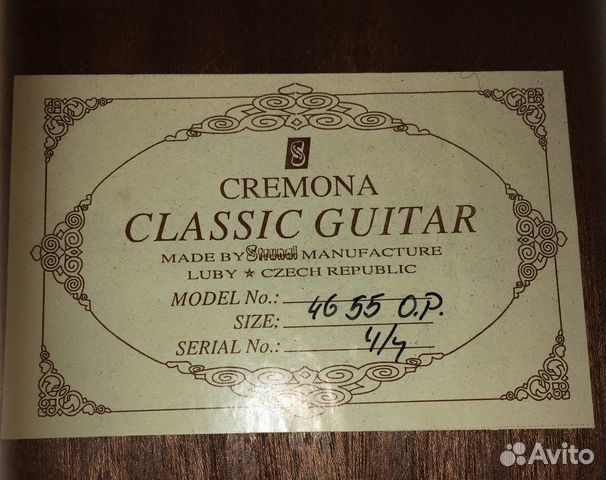 S
CREMONA
CLASSIC GUITAR
MADE BY Strunal MANUFACTURE
LUBY ★ CZECH REPUBLIC
MODEL No.: 4655 O.P.
SIZE: 4/4
SERIAL No.:
Avito